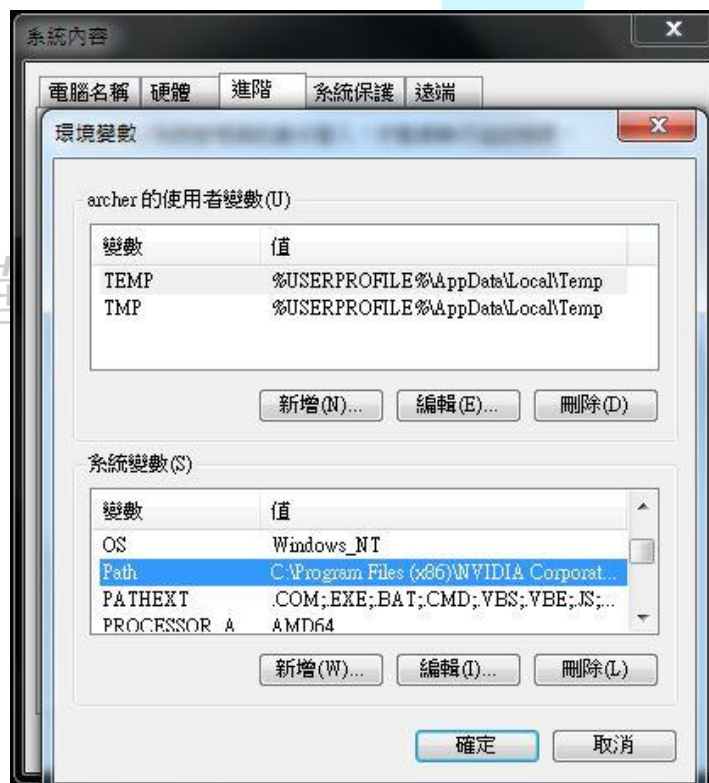 系統內容
電腦名稱 硬體 進階 系統保護 遠端
環境變數
archer 的使用者變數(U)
變數 值
TEMP %USERPROFILE%\AppData\Local\Temp
TMP %USERPROFILE%\AppData\Local\Temp
新增(N)... 編輯(E)... 刪除(D)
系統變數(S)
變數 值
OS Windows_NT
Path C:\Program Files (x86)\NVIDIA Corporat...
PATHEXT .COM;.EXE;.BAT;.CMD;.VBS;.VBE;.JS;...
PROCESSOR_A AMD64
新增(W)... 編輯(I)... 刪除(L)
確定 取消